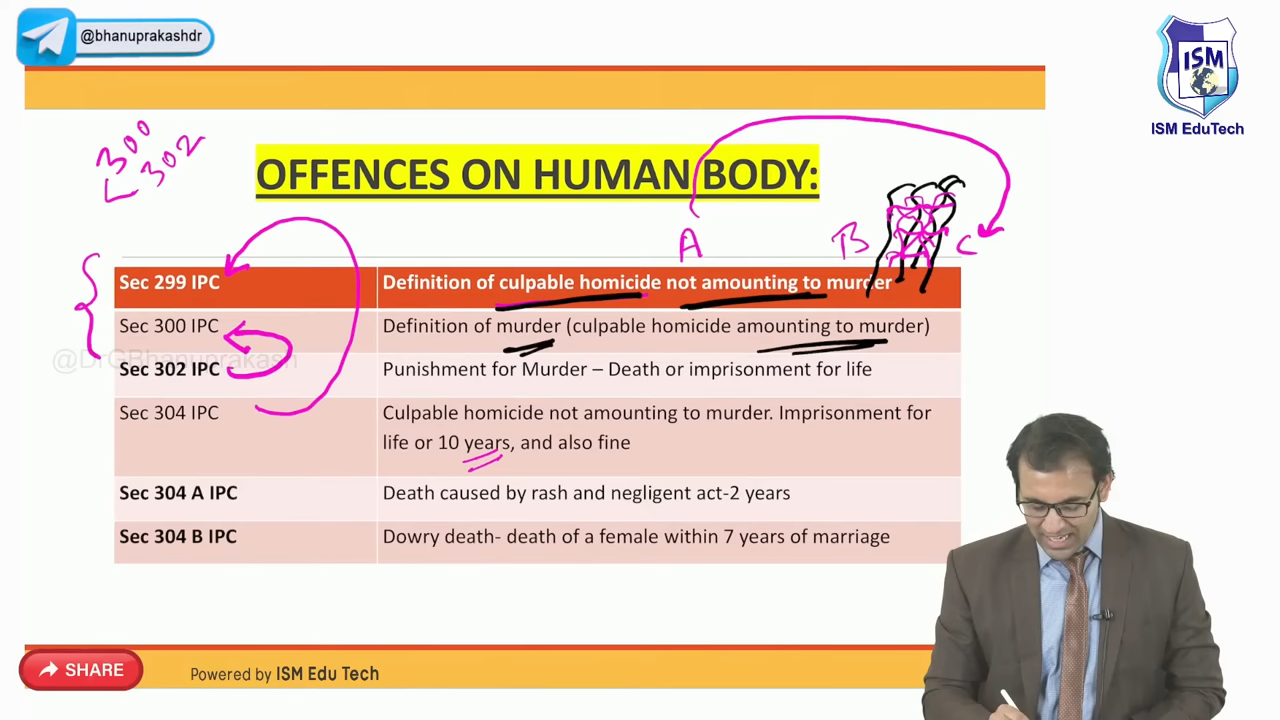 @bhanuprakashdr
ISM
ISM EduTech
300
302
OFFENCES ON HUMAN BODY:
A
B
C
Sec 299 IPC Definition of culpable homicide not amounting to murder
Sec 300 IPC Definition of murder (culpable homicide amounting to murder)
@DrGBhanuprakash
Sec 302 IPC Punishment for Murder – Death or imprisonment for life
Sec 304 IPC Culpable homicide not amounting to murder. Imprisonment for
life or 10 years, and also fine
Sec 304 A IPC Death caused by rash and negligent act-2 years
Sec 304 B IPC Dowry death- death of a female within 7 years of marriage
SHARE
Powered by ISM Edu Tech